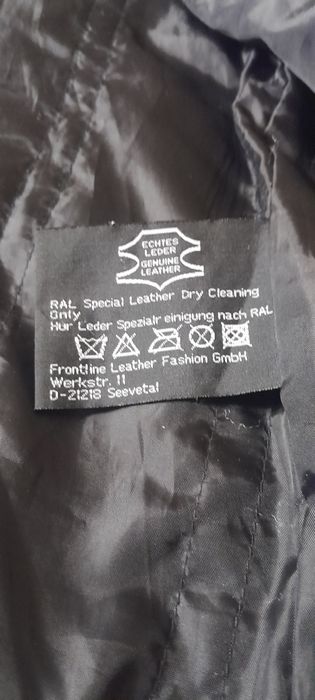 ECHTES
LEDER
GENUINE
LEATHER
RAL Special Leather Dry Cleaning
Only
Nur Leder Spezialr einigung nach RAL
Frontline Leather Fashion GmbH
Werkstr. 11
D-21218 Seevetal